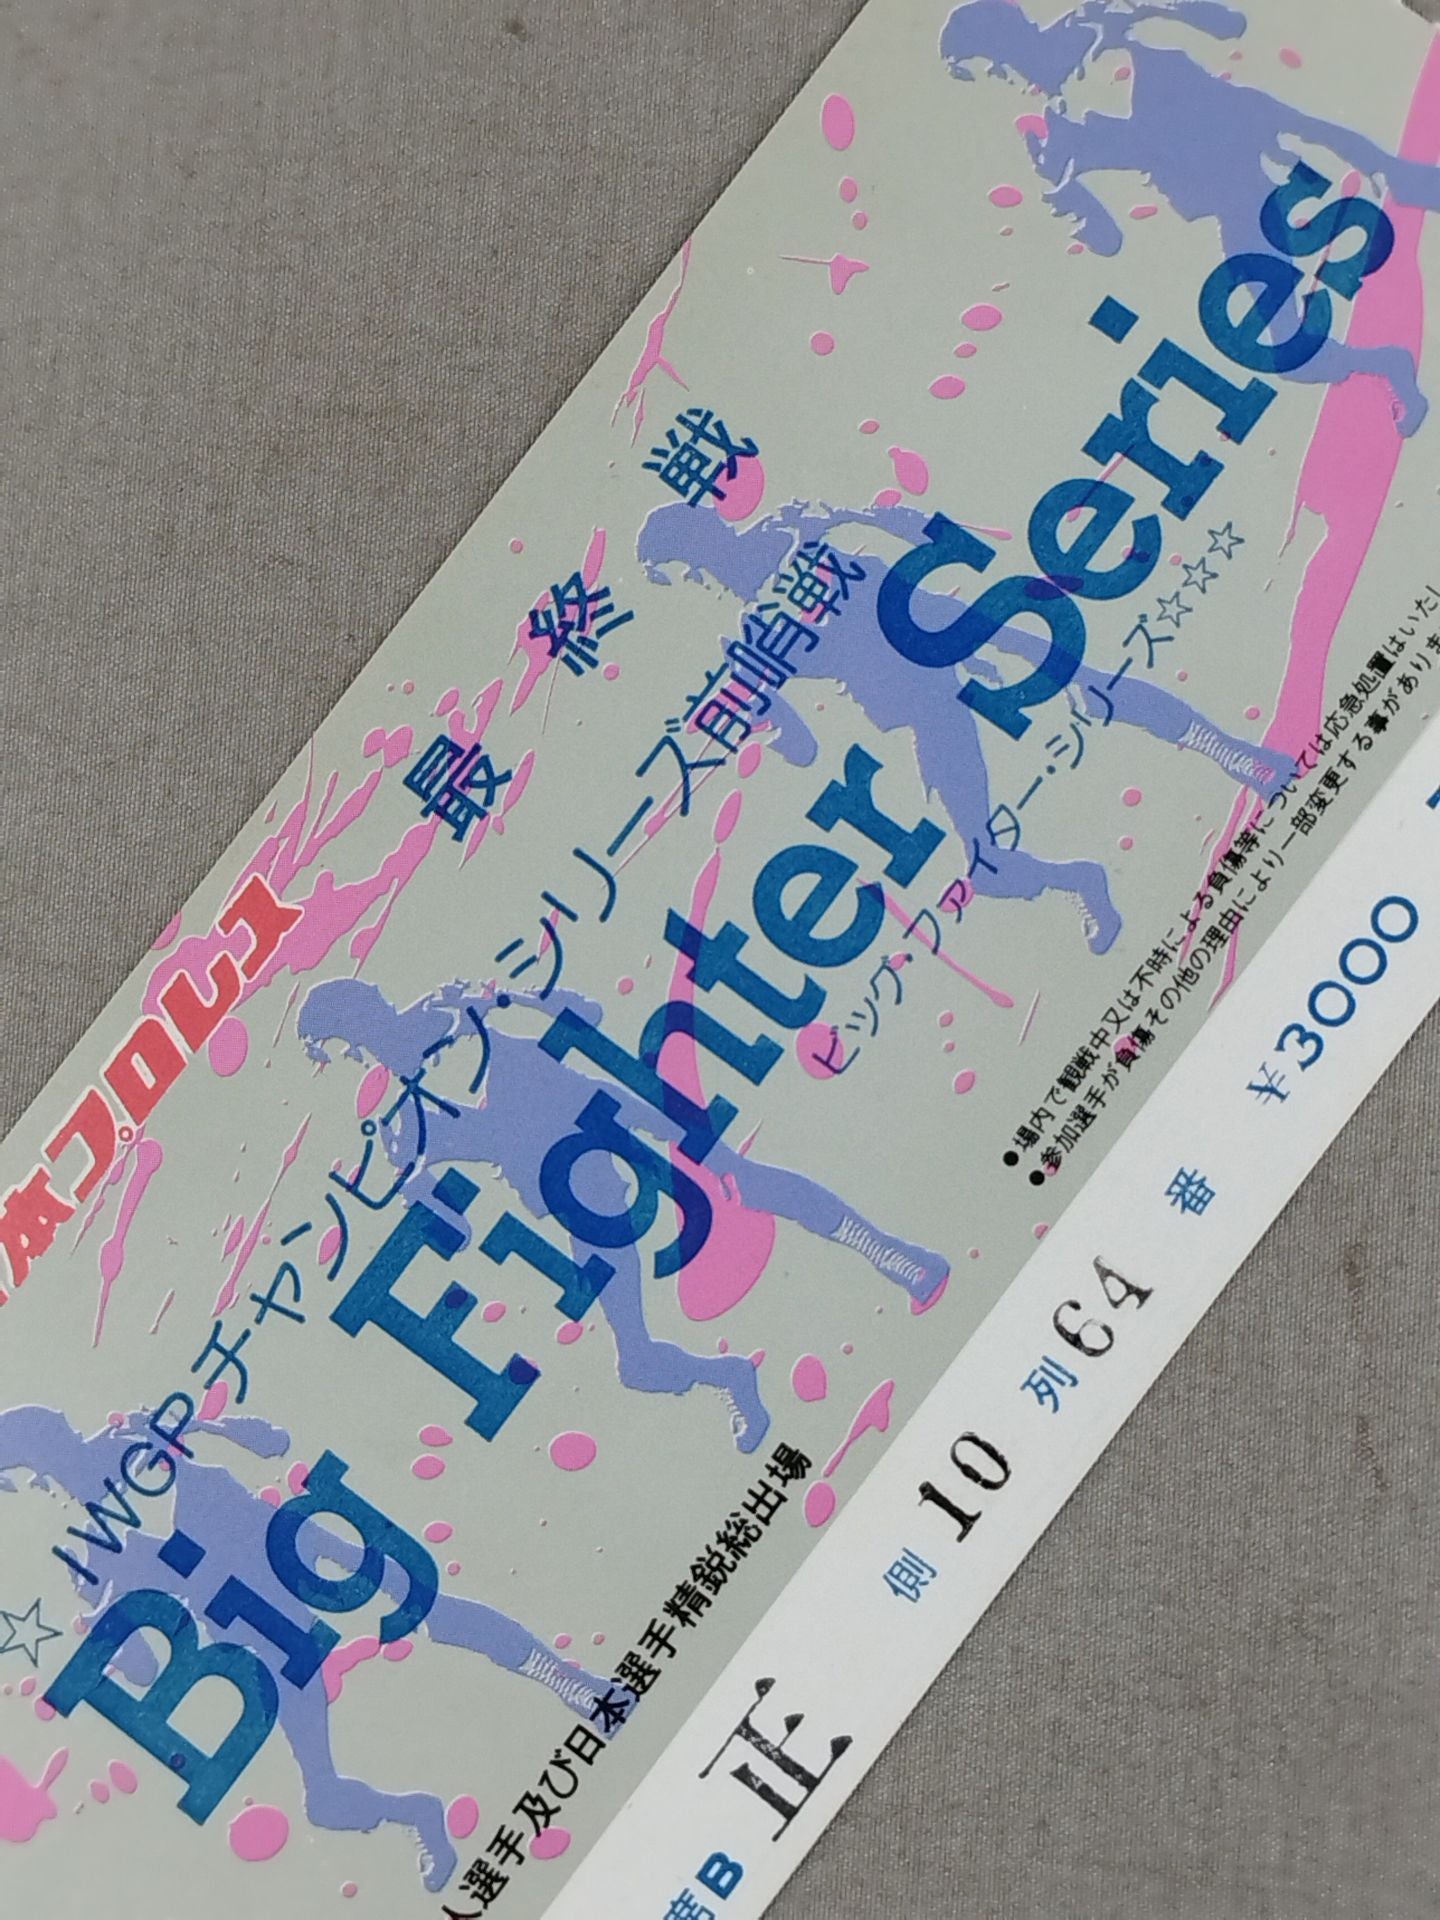 本プロレス
最終戦
IWGPチャンピオン・シリーズ前哨戦
☆ Big Fighter Series
ビッグ・ファイター・シリーズ☆☆☆
人選手及び日本選手精鋭総出場
●場内で観戦中又は不時による負傷等については応急処置はいたし
●参加選手が負傷その他の理由により一部変更する事がありま
席B 正 側 10 列 64 番 ¥3000